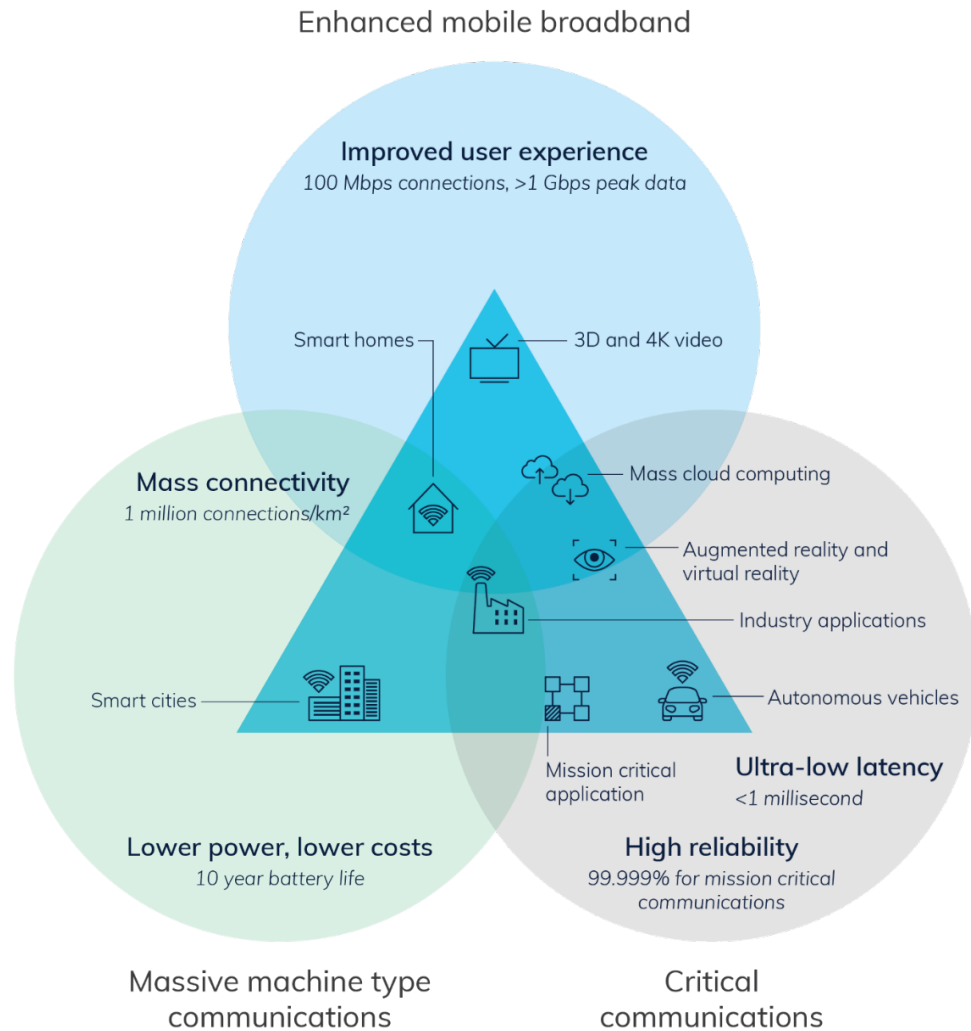 Enhanced mobile broadband
Improved user experience
100 Mbps connections, >1 Gbps peak data
Smart homes
3D and 4K video
Mass connectivity
1 million connections/km²
Mass cloud computing
Augmented reality and
virtual reality
Industry applications
Smart cities
Autonomous vehicles
Mission critical
application
Ultra-low latency
<1 millisecond
Lower power, lower costs
10 year battery life
High reliability
99.999% for mission critical
communications
Massive machine type
communications
Critical
communications